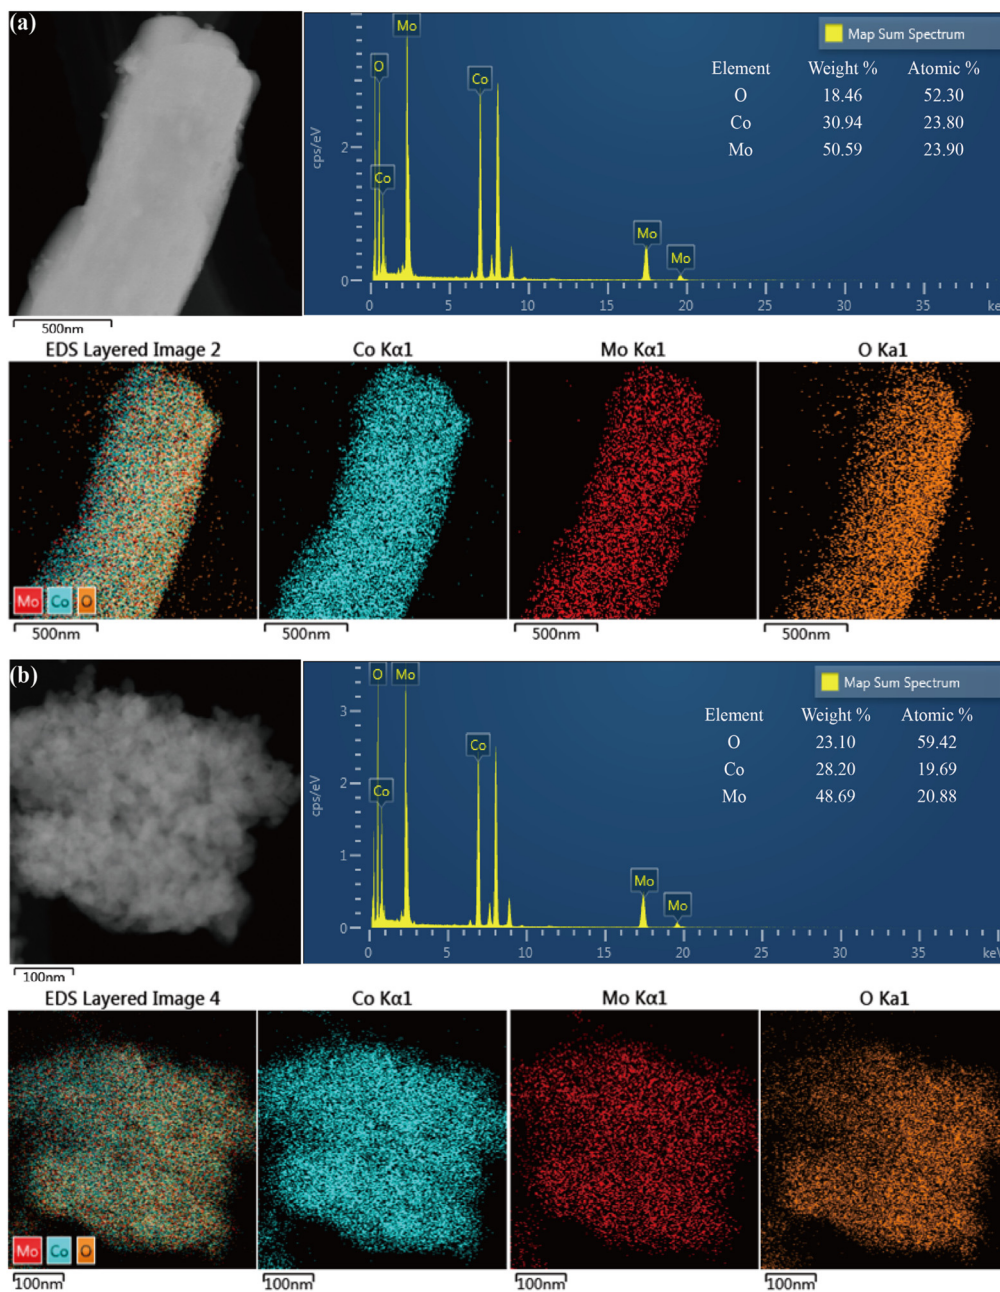 (a)
Map Sum Spectrum
Mo
O
Co
Co
Mo
Mo
cps/eV
2
0
0 5 10 15 20 25 30 35 ke
Element Weight % Atomic %
O 18.46 52.30
Co 30.94 23.80
Mo 50.59 23.90
500nm
EDS Layered Image 2
Co Kα1
Mo Kα1
O Ka1
Mo Co O
500nm
500nm
500nm
500nm
(b)
Map Sum Spectrum
O
Mo
Co
Co
Mo
Mo
cps/eV
3
2
1
0
0 5 10 15 20 25 30 35 keV
Element Weight % Atomic %
O 23.10 59.42
Co 28.20 19.69
Mo 48.69 20.88
100nm
EDS Layered Image 4
Co Kα1
Mo Kα1
O Ka1
Mo Co O
100nm
100nm
100nm
100nm